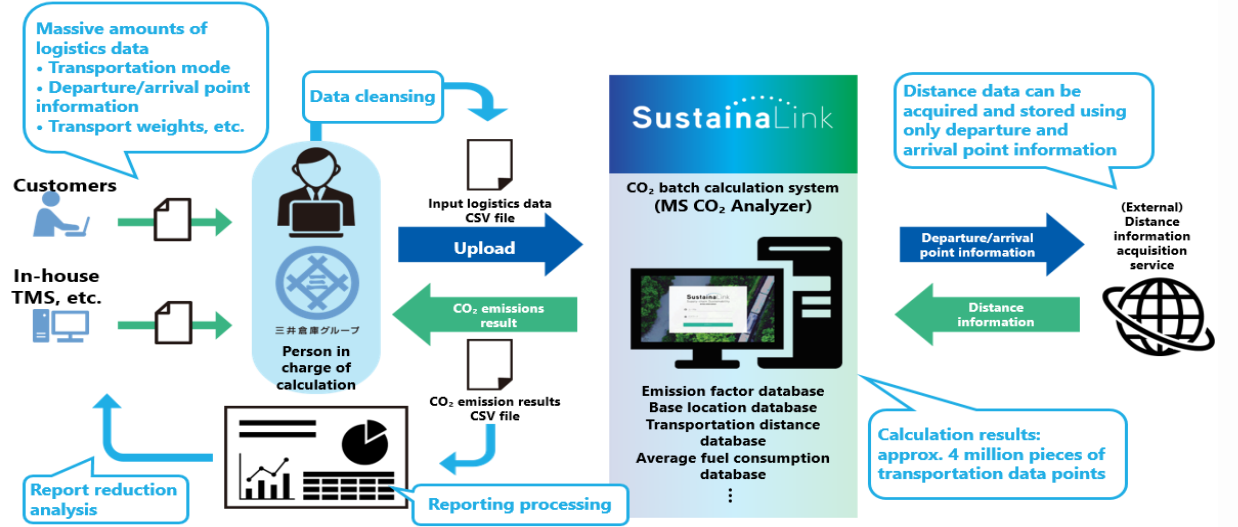 Massive amounts of
logistics data
• Transportation mode
• Departure/arrival point
information
• Transport weights, etc.
Customers
In-house
TMS, etc.
Data cleansing
三井倉庫グループ
Person in
charge of
calculation
Input logistics data
CSV file
Upload
CO₂ emissions
result
CO₂ emission results
CSV file
Reporting processing
Report reduction
analysis
SustainaLink
CO₂ batch calculation system
(MS CO₂ Analyzer)
SustainaLink
Emission factor database
Base location database
Transportation distance
database
Average fuel consumption
database
⋮
Distance data can be
acquired and stored using
only departure and
arrival point information
Departure/arrival
point information
Distance
information
(External)
Distance
information
acquisition
service
Calculation results:
approx. 4 million pieces of
transportation data points